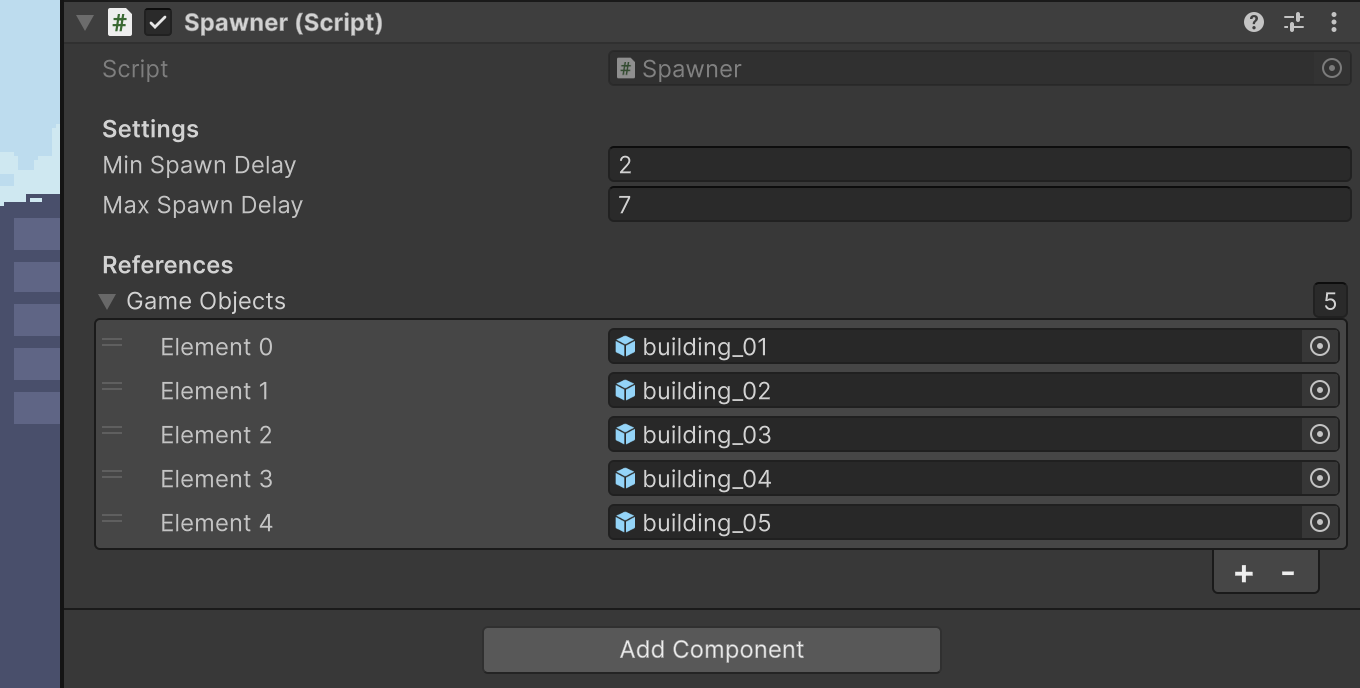 Spawner (Script)
Script Spawner
Settings
Min Spawn Delay 2
Max Spawn Delay 7
References
Game Objects 5
Element 0 building_01
Element 1 building_02
Element 2 building_03
Element 3 building_04
Element 4 building_05
Add Component